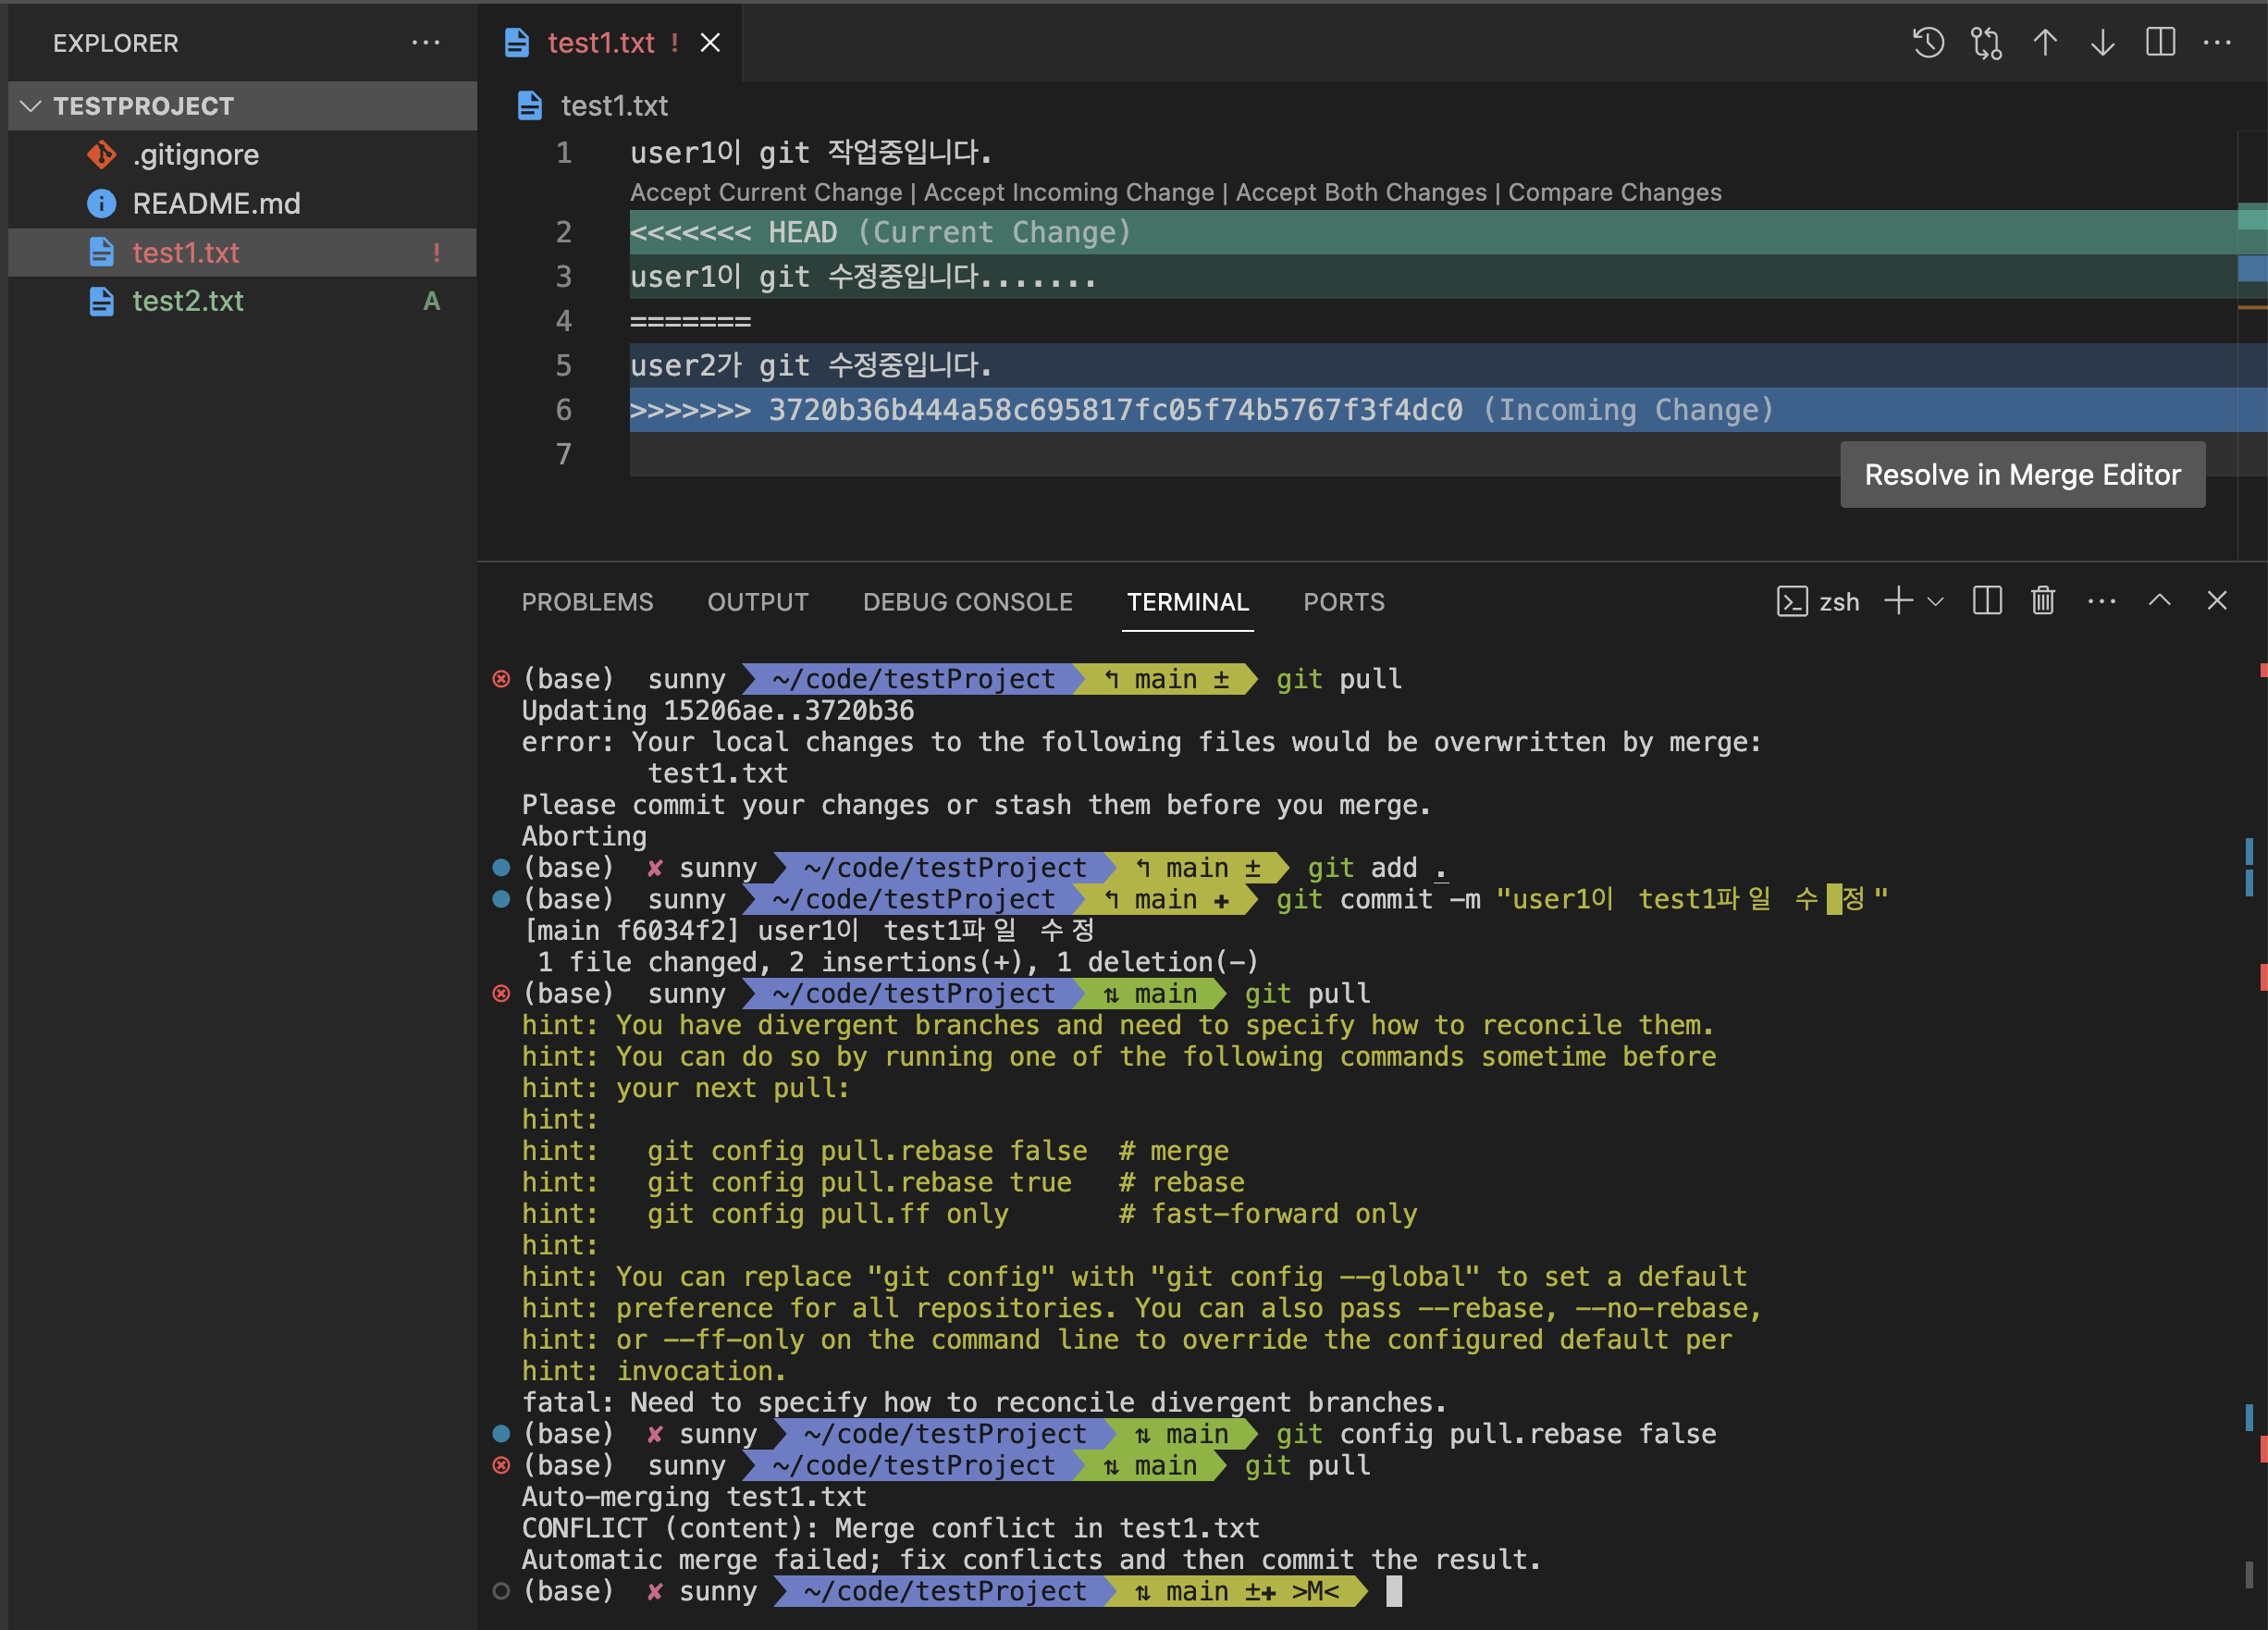 EXPLORER
TESTPROJECT
.gitignore
README.md
test1.txt !
test2.txt A
test1.txt !
test1.txt
1 user1이 git 작업중입니다.
Accept Current Change | Accept Incoming Change | Accept Both Changes | Compare Changes
2 <<<<<<< HEAD (Current Change)
3 user1이 git 수정중입니다.......
4 =======
5 user2가 git 수정중입니다.
6 >>>>>>> 3720b36b444a58c695817fc05f74b5767f3f4dc0 (Incoming Change)
7
Resolve in Merge Editor
PROBLEMS OUTPUT DEBUG CONSOLE TERMINAL PORTS
zsh
(base) sunny ~/code/testProject main ± git pull
Updating 15206ae..3720b36
error: Your local changes to the following files would be overwritten by merge:
test1.txt
Please commit your changes or stash them before you merge.
Aborting
(base) ✘ sunny ~/code/testProject main ± git add .
(base) sunny ~/code/testProject main ✚ git commit -m "user1이 test1파일 수정"
[main f6034f2] user1이 test1파일 수정
1 file changed, 2 insertions(+), 1 deletion(-)
(base) sunny ~/code/testProject ⇅ main git pull
hint: You have divergent branches and need to specify how to reconcile them.
hint: You can do so by running one of the following commands sometime before
hint: your next pull:
hint:
hint: git config pull.rebase false # merge
hint: git config pull.rebase true # rebase
hint: git config pull.ff only # fast-forward only
hint:
hint: You can replace "git config" with "git config --global" to set a default
hint: preference for all repositories. You can also pass --rebase, --no-rebase,
hint: or --ff-only on the command line to override the configured default per
hint: invocation.
fatal: Need to specify how to reconcile divergent branches.
(base) ✘ sunny ~/code/testProject ⇅ main git config pull.rebase false
(base) sunny ~/code/testProject ⇅ main git pull
Auto-merging test1.txt
CONFLICT (content): Merge conflict in test1.txt
Automatic merge failed; fix conflicts and then commit the result.
(base) ✘ sunny ~/code/testProject ⇅ main ±✚ >M<